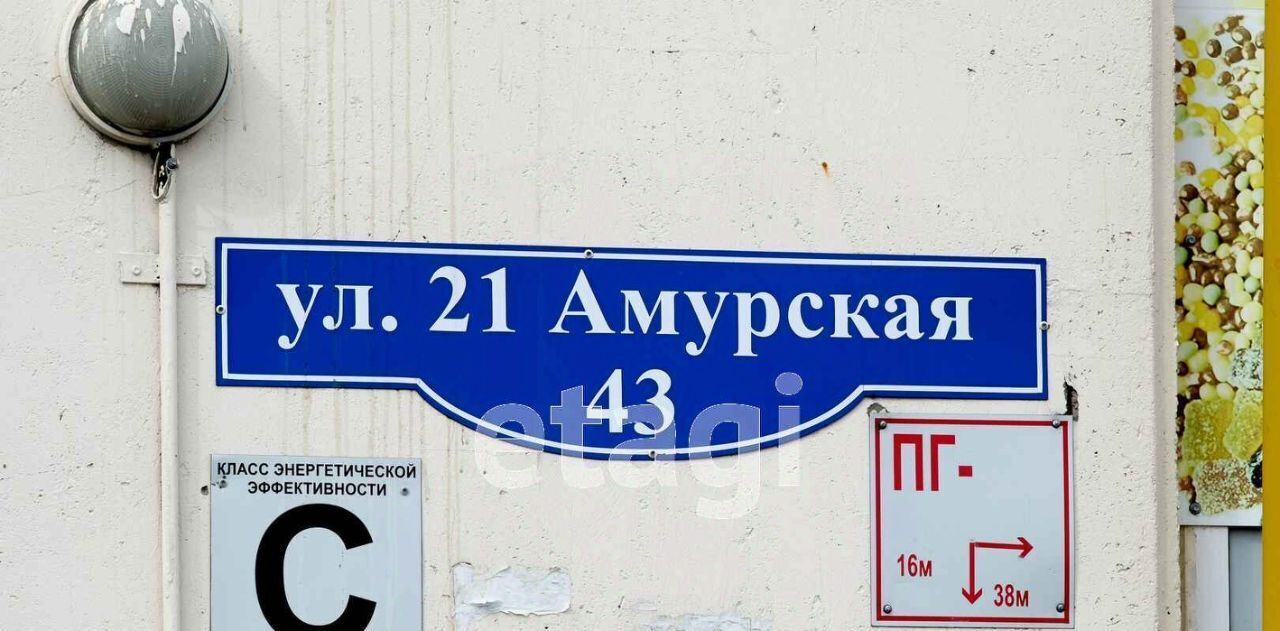 ул. 21 Амурская
43
etagi
КЛАСС ЭНЕРГЕТИЧЕСКОЙ
ЭФФЕКТИВНОСТИ
С
ПГ-
16м
38м